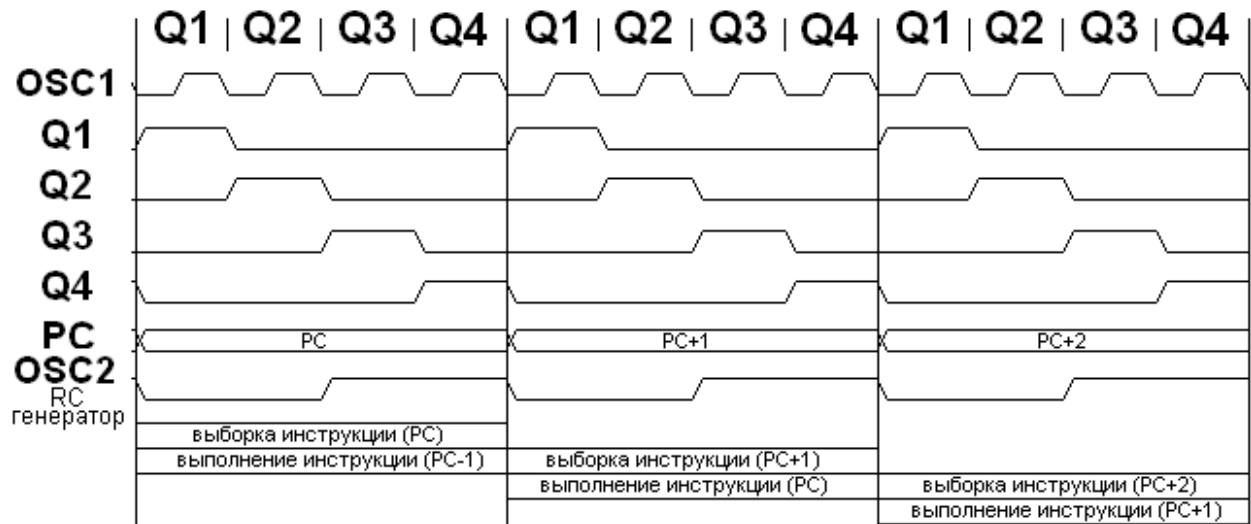 Q1 | Q2 | Q3 | Q4 | Q1 | Q2 | Q3 | Q4 | Q1 | Q2 | Q3 | Q4
OSC1
Q1
Q2
Q3
Q4
PC PC PC+1 PC+2
OSC2
RC
генератор
выборка инструкции (PC)
выполнение инструкции (PC-1) выборка инструкции (PC+1)
выполнение инструкции (PC) выборка инструкции (PC+2)
выполнение инструкции (PC+1)